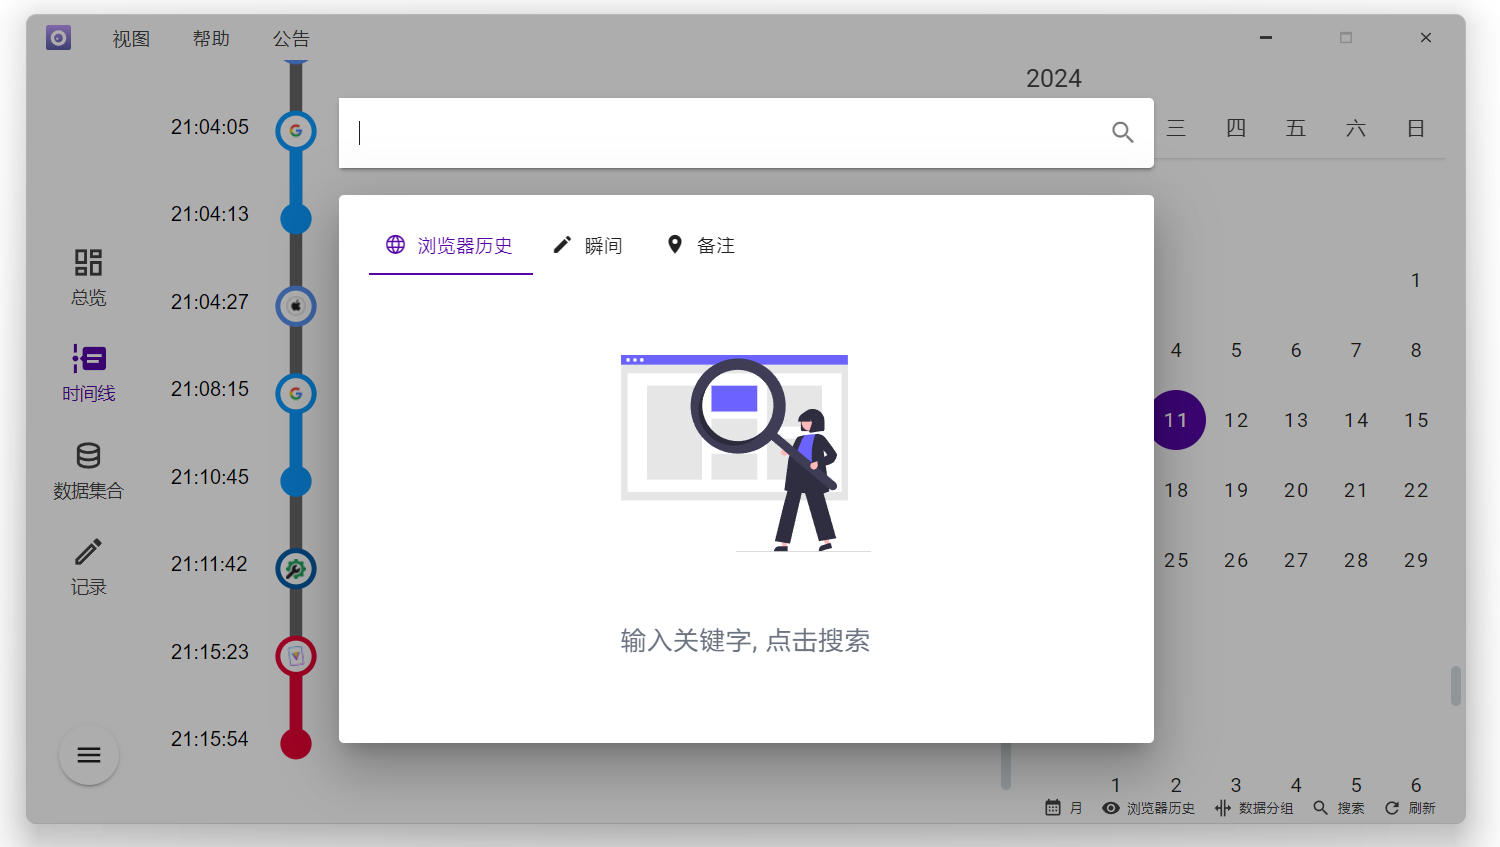 视图 帮助 公告
2024
三 四 五 六 日
21:04:05
21:04:13
21:04:27
21:08:15
21:10:45
21:11:42
21:15:23
21:15:54
总览
时间线
数据集合
记录
浏览器历史 瞬间 备注
输入关键字, 点击搜索
1
4 5 6 7 8
11 12 13 14 15
18 19 20 21 22
25 26 27 28 29
1 2 3 4 5 6
月 浏览器历史 数据分组 搜索 刷新